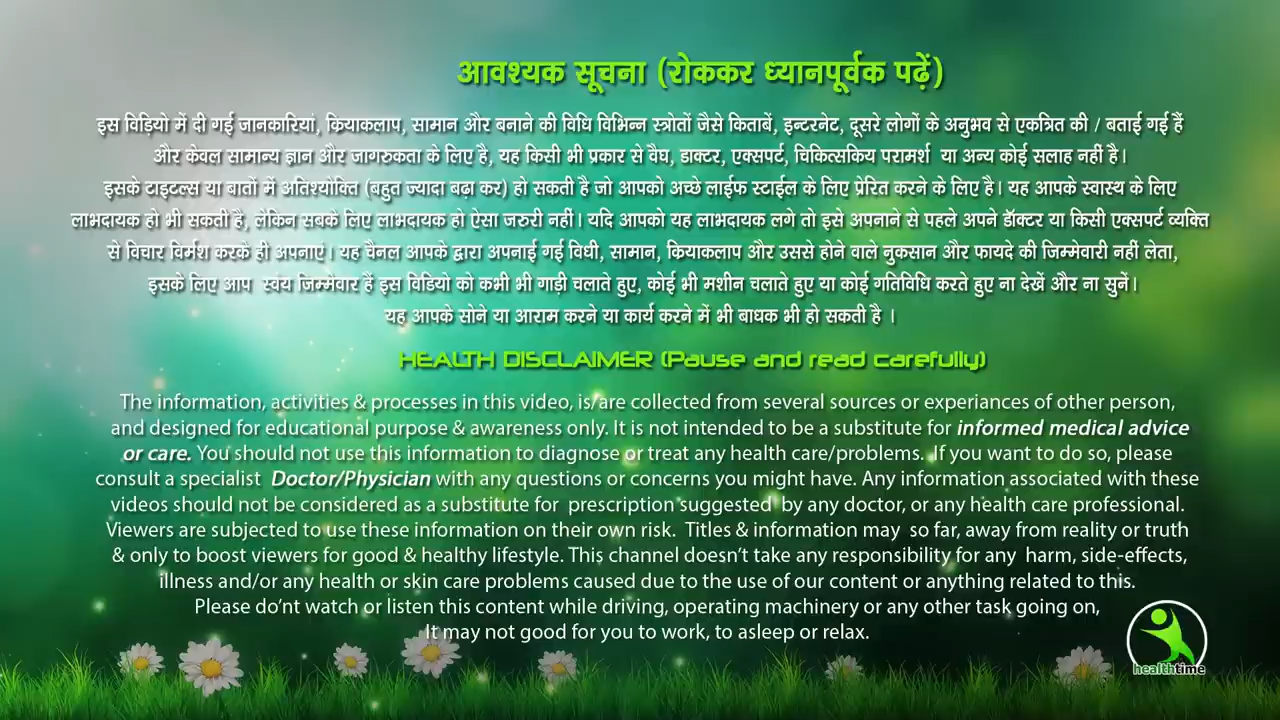 आवश्यक सूचना (रोककर ध्यानपूर्वक पढ़ें)
इस विड़ियो में दी गई जानकारियां, कियाकलाप, सामान और बनाने की विधि विभिन्न स्त्रोतों जैसे किताबें, इन्टरनेट, दूसरे लोगों के अनुभव से एकत्रित की / बताई गई हैं
और केवल सामान्य ज्ञान और जागरुकता के लिए है, यह किसी भी प्रकार से वैघ, डाक्टर, एक्सपर्ट, चिकित्सकिय परामर्श या अन्य कोई सलाह नहीं है।
इसके टाइटल्स या बातों में अतिश्योक्ति (बहुत ज्यादा बढ़ा कर) हो सकती है जो आपको अच्छे लाईफ स्टाईल के लिए प्रेरित करने के लिए है। यह आपके स्वास्थ के लिए
लाभदायक हो भी सकती है, लेकिन सबके लिए लाभदायक हो ऐसा जरुरी नहीं। यदि आपको यह लाभदायक लगे तो इसे अपनाने से पहले अपने डॉक्टर या किसी एक्सपर्ट व्यक्ति
से विचार विर्मश करके ही अपनाएं। यह चैनल आपके द्वारा अपनाई गई विधी, सामान, कियाकलाप और उससे होने वाले नुकसान और फायदे की जिम्मेवारी नहीं लेता,
इसके लिए आप स्वंय जिम्मेवार हैं इस विडियो को कभी भी गाड़ी चलाते हुए, कोई भी मशीन चलाते हुए या कोई गतिविधि करते हुए ना देखें और ना सुनें।
यह आपके सोने या आराम करने या कार्य करने में भी बाधक भी हो सकती है ।
HEALTH DISCLAIMER (Pause and read carefully)
The information, activities & processes in this video, is/are collected from several sources or experiances of other person,
and designed for educational purpose & awareness only. It is not intended to be a substitute for informed medical advice
or care. You should not use this information to diagnose or treat any health care/problems. If you want to do so, please
consult a specialist Doctor/Physician with any questions or concerns you might have. Any information associated with these
videos should not be considered as a substitute for prescription suggested by any doctor, or any health care professional.
Viewers are subjected to use these information on their own risk. Titles & information may so far, away from reality or truth
& only to boost viewers for good & healthy lifestyle. This channel doesn't take any responsibility for any harm, side-effects,
illness and/or any health or skin care problems caused due to the use of our content or anything related to this.
Please do'nt watch or listen this content while driving, operating machinery or any other task going on,
It may not good for you to work, to asleep or relax.
healthtime